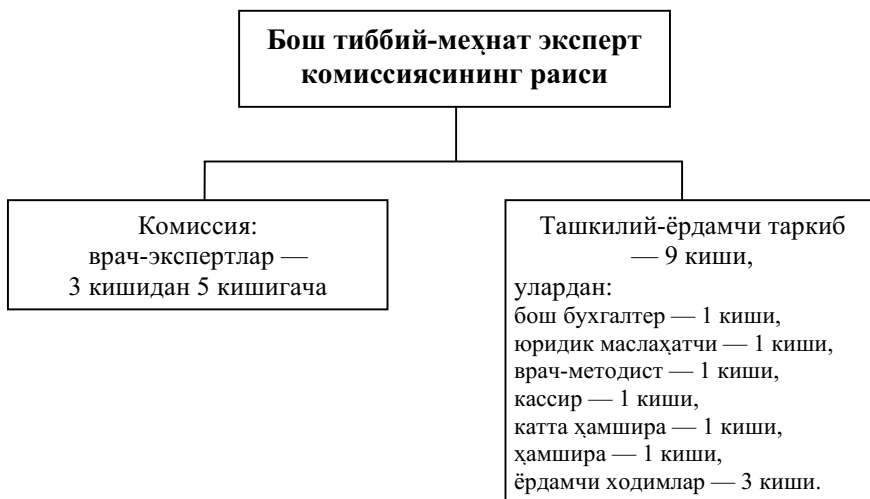 Бош тиббий-меҳнат эксперт
комиссиясининг раиси
Комиссия:
врач-экспертлар —
3 кишидан 5 кишигача
Ташкилий-ёрдамчи таркиб
— 9 киши,
улардан:
бош бухгалтер — 1 киши,
юридик маслаҳатчи — 1 киши,
врач-методист — 1 киши,
кассир — 1 киши,
катта ҳамшира — 1 киши,
ҳамшира — 1 киши,
ёрдамчи ходимлар — 3 киши.